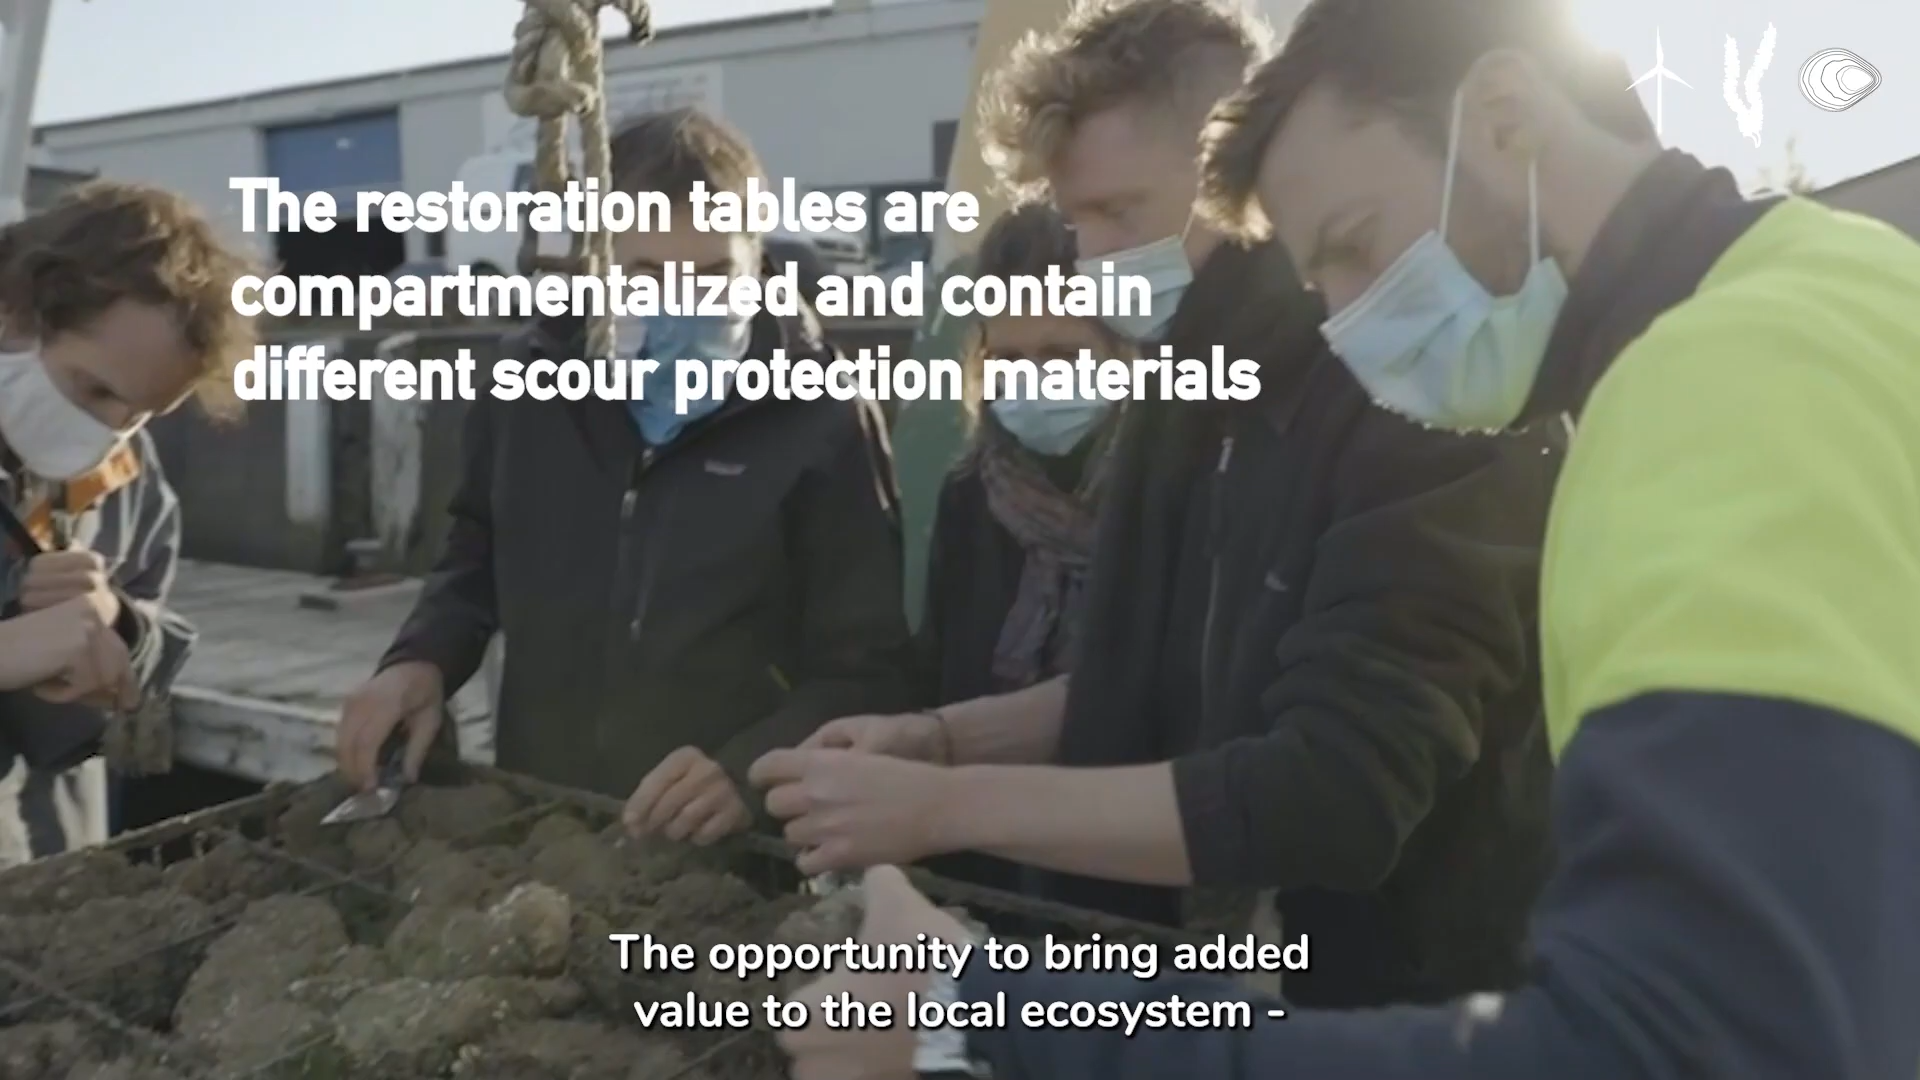 The restoration tables are
compartmentalized and contain
different scour protection materials
The opportunity to bring added
value to the local ecosystem -